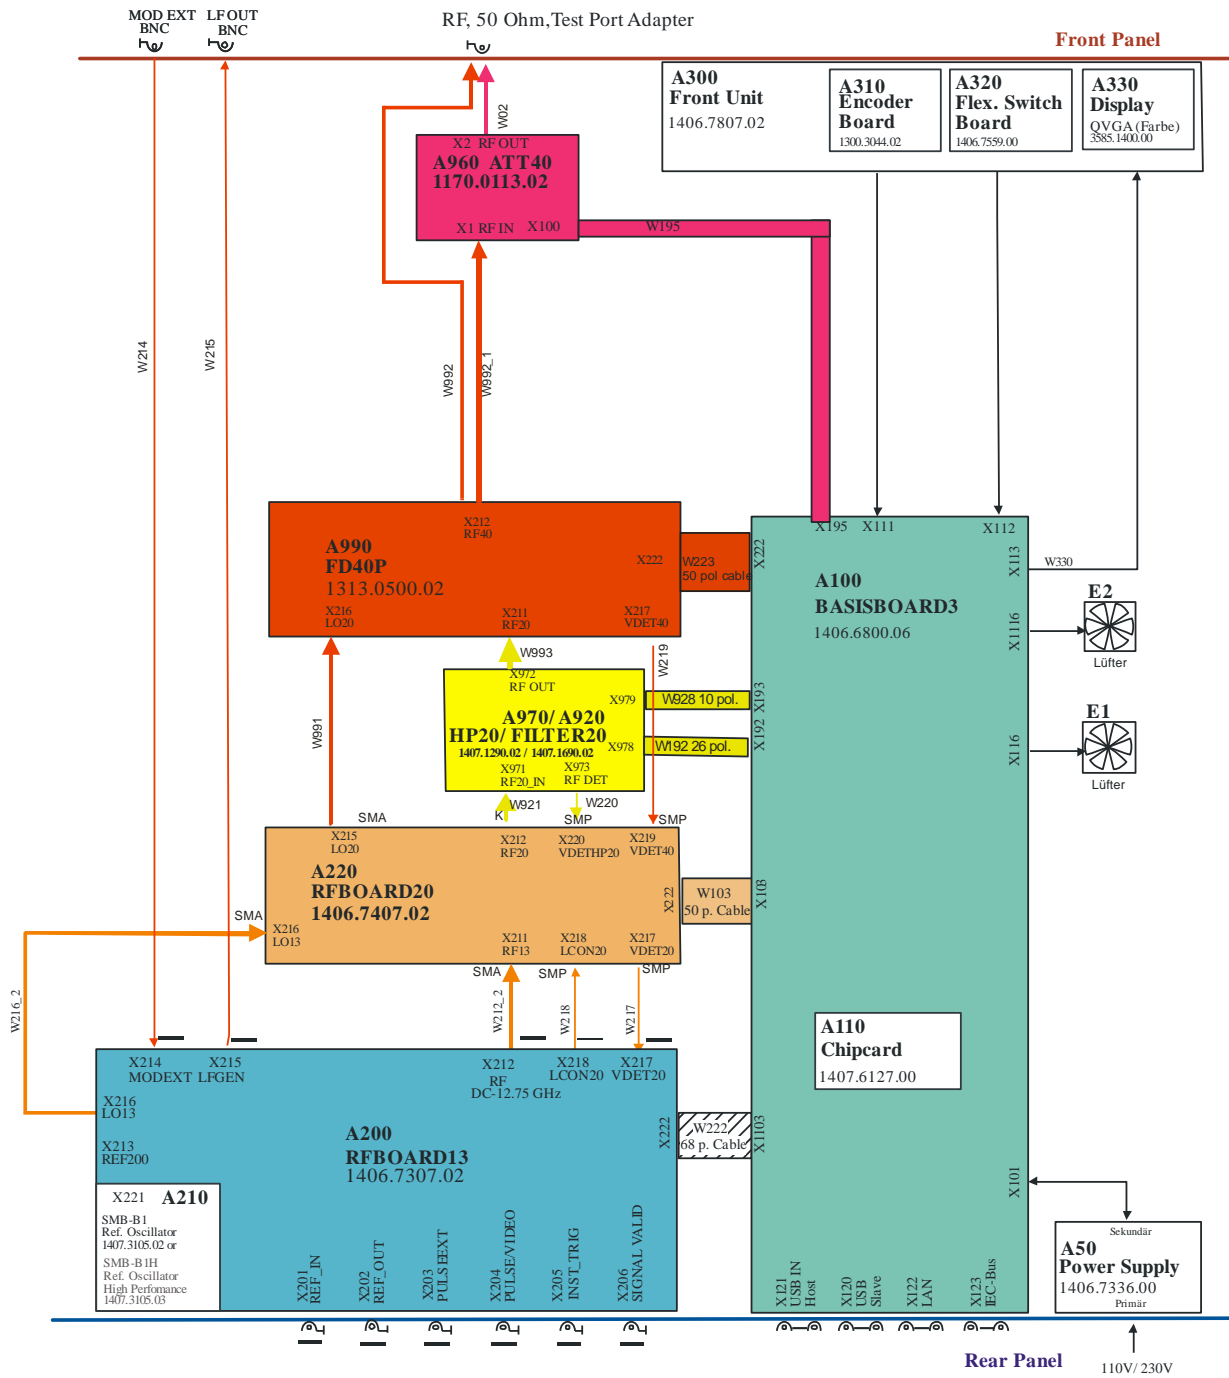 MOD EXT
BNC
LF OUT
BNC
RF, 50 Ohm,Test Port Adapter
Front Panel
A300
Front Unit
1406.7807.02
A310
Encoder
Board
1300.3044.02
A320
Flex. Switch
Board
1406.7559.00
A330
Display
QVGA (Farbe)
3585.1400.00
W02
X2 RF OUT
A960 ATT40
1170.0113.02
X1 RF IN
X100
W195
W214
W215
W992
W992_1
X212
RF40
A990
FD40P
1313.0500.02
X222
W223
50 pol cable
X222
X216
LO20
X211
RF20
X217
VDET40
X195
X111
X112
X113
W330
A100
BASISBOARD3
1406.6800.06
E2
X1116
Lüfter
E1
X116
Lüfter
W991
W993
W219
X972
RF OUT
X979
W928 10 pol.
X193
A970/ A920
HP20/ FILTER20
1407.1290.02 / 1407.1690.02
X978
W192 26 pol.
X192
X971
RF20_IN
X973
RF DET
W921
K
W220
SMA
SMP
SMP
X215
LO20
X212
RF20
X220
VDETHP20
X219
VDET40
A220
RFBOARD20
1406.7407.02
X222
W103
50 p. Cable
X103
SMA
X216
LO13
X211
RF13
X218
LCON20
X217
VDET20
SMA
SMP
SMP
W216_2
W212_2
W218
W217
A110
Chipcard
1407.6127.00
X214
MODEXT
X215
LFGEN
X212
RF
DC-12.75 GHz
X218
LCON20
X217
VDET20
X216
LO13
X213
REF200
A200
RFBOARD13
1406.7307.02
X222
W222
68 p. Cable
X1103
X101
X221 A210
SMB-B1
Ref. Oscillator
1407.3105.02 or
SMB-B1H
Ref. Oscillator
High Perfomance
1407.3105.03
X201
REF_IN
X202
REF_OUT
X203
PULSEEXT
X204
PULSE/VIDEO
X205
INST_TRIG
X206
SIGNAL VALID
X121
USB IN
Host
X120
USB
Slave
X122
LAN
X123
IEC-Bus
Sekundär
A50
Power Supply
1406.7336.00
Primär
Rear Panel
110V/ 230V